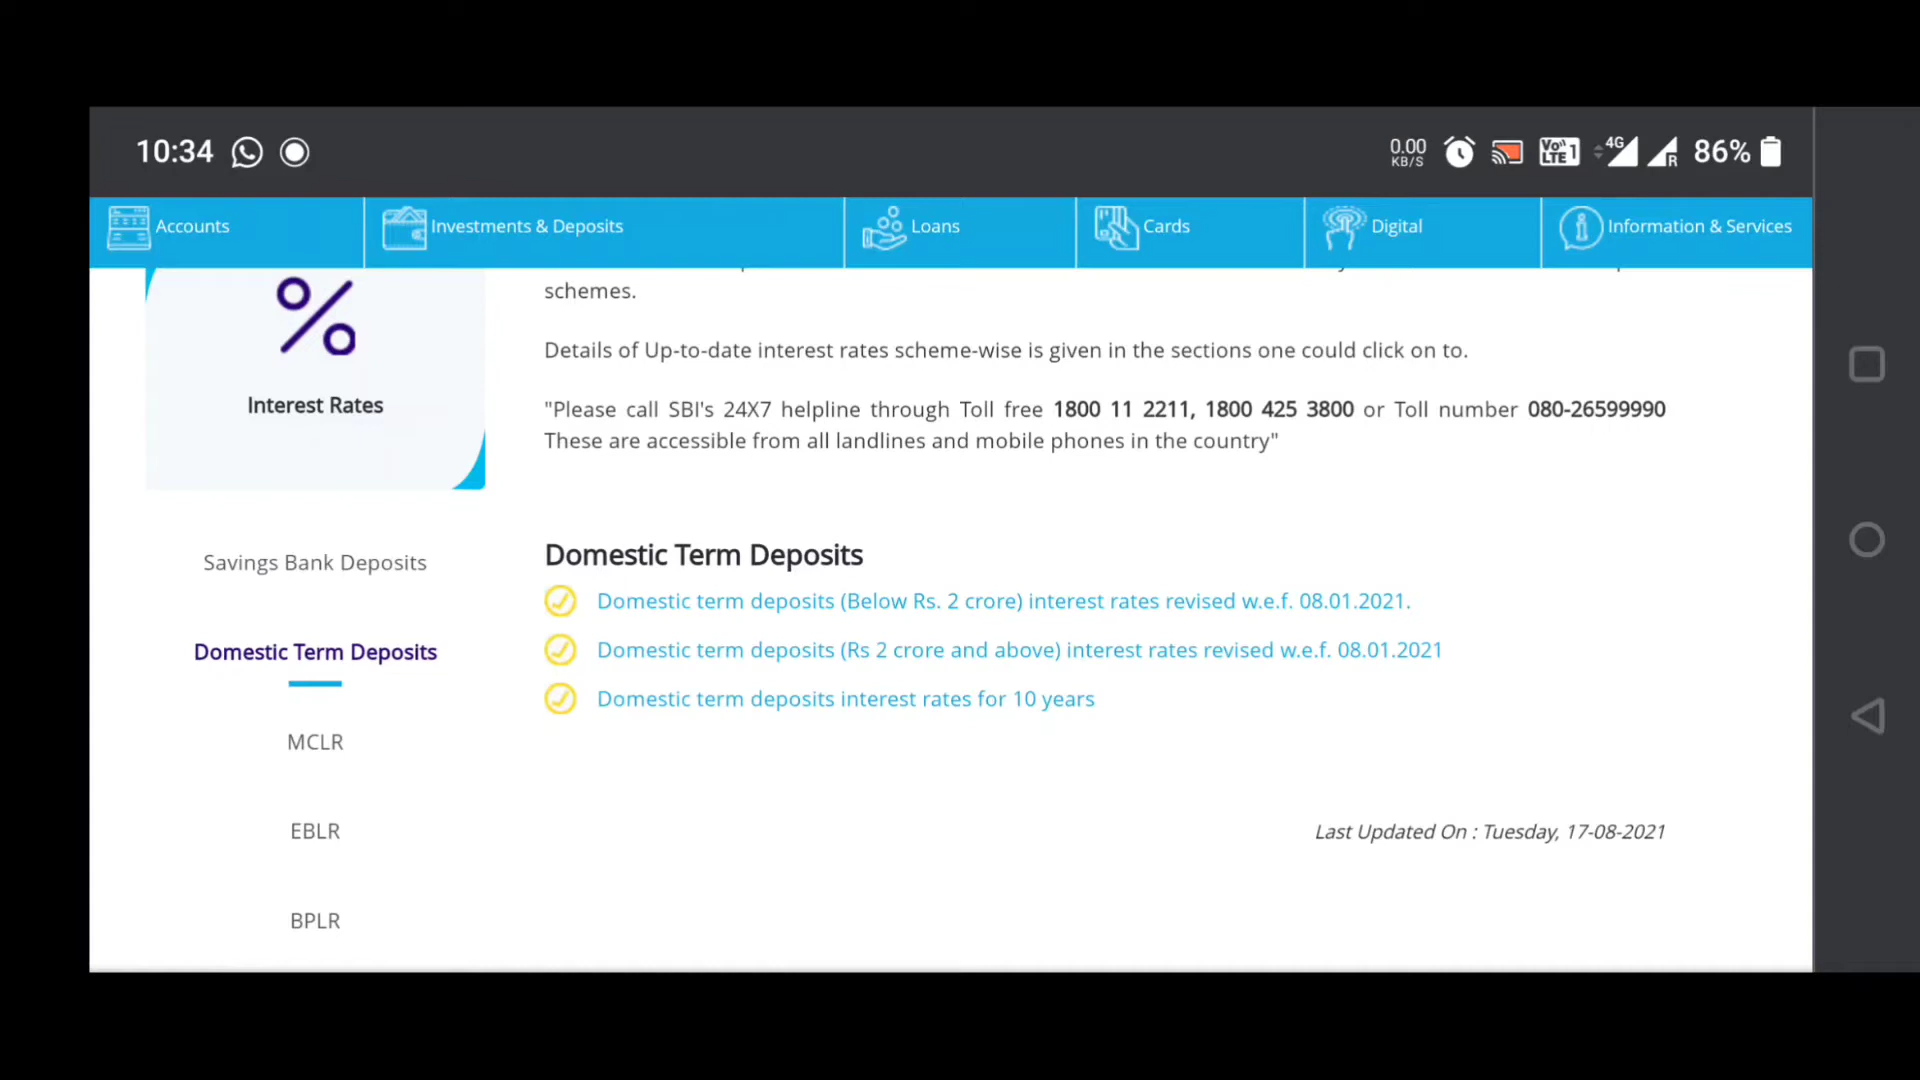 10:34
0.00
KB/S
Vo))
LTE 1
4G
R
86%
Accounts
Investments & Deposits
Loans
Cards
Digital
Information & Services
Interest Rates
Savings Bank Deposits
Domestic Term Deposits
MCLR
EBLR
BPLR
schemes.
Details of Up-to-date interest rates scheme-wise is given in the sections one could click on to.
"Please call SBI's 24X7 helpline through Toll free 1800 11 2211, 1800 425 3800 or Toll number 080-26599990
These are accessible from all landlines and mobile phones in the country"
Domestic Term Deposits
Domestic term deposits (Below Rs. 2 crore) interest rates revised w.e.f. 08.01.2021.
Domestic term deposits (Rs 2 crore and above) interest rates revised w.e.f. 08.01.2021
Domestic term deposits interest rates for 10 years
Last Updated On : Tuesday, 17-08-2021